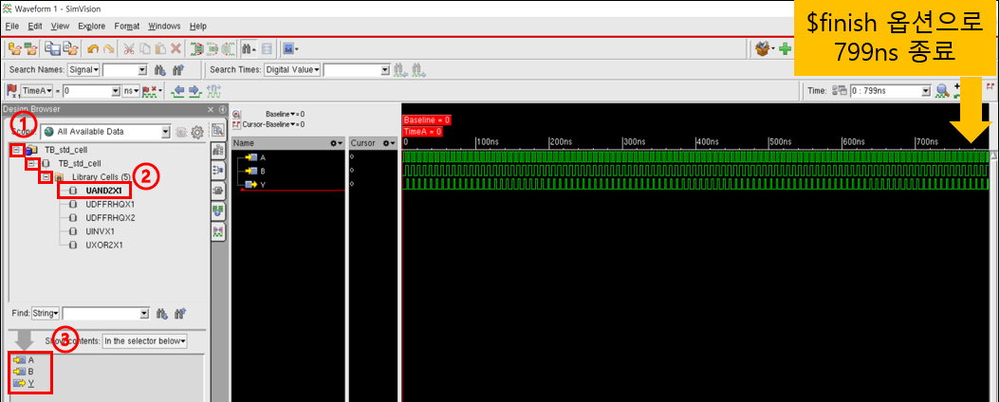 Waveform 1 - SimVision
$finish 옵션으로
799ns 종료
File Edit View Explore Format Windows Help
Search Names: Signal
Search Times: Digital Value
TimeA = 0 ns
Time: 0 : 799ns
Design Browser
①
All Available Data
Baseline = 0
Cursor-Baseline = 0
Baseline = 0
TimeA = 0
Name
Cursor
0 100ns 200ns 300ns 400ns 500ns 600ns 700ns
TB_std_cell
TB_std_cell
Library Cells (5)
②
UAND2X1
UDFFRHQX1
UDFFRHQX2
UINVX1
UXOR2X1
A 0
B 0
Y 0
Find: String
③
contents: In the selector below
A
B
Y